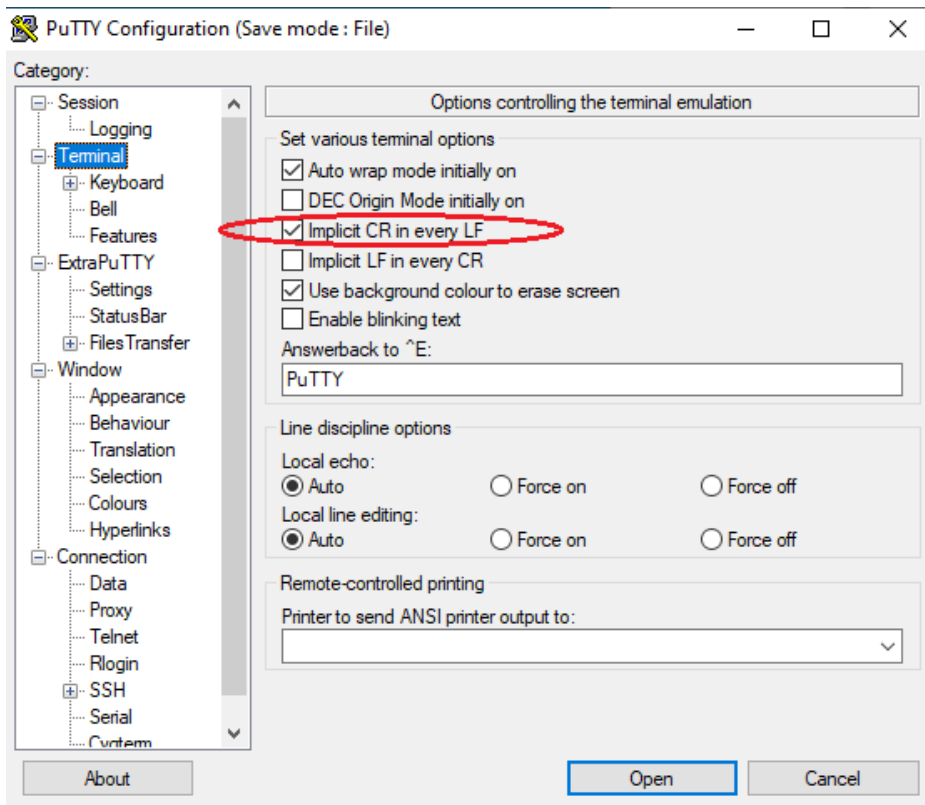 PuTTY Configuration (Save mode : File)
Category:
Session
Logging
Terminal
Keyboard
Bell
Features
ExtraPuTTY
Settings
StatusBar
FilesTransfer
Window
Appearance
Behaviour
Translation
Selection
Colours
Hyperlinks
Connection
Data
Proxy
Telnet
Rlogin
SSH
Serial
Cygterm
Options controlling the terminal emulation
Set various terminal options
Auto wrap mode initially on
DEC Origin Mode initially on
Implicit CR in every LF
Implicit LF in every CR
Use background colour to erase screen
Enable blinking text
Answerback to ^E:
PuTTY
Line discipline options
Local echo:
Auto Force on Force off
Local line editing:
Auto Force on Force off
Remote-controlled printing
Printer to send ANSI printer output to:
About Open Cancel